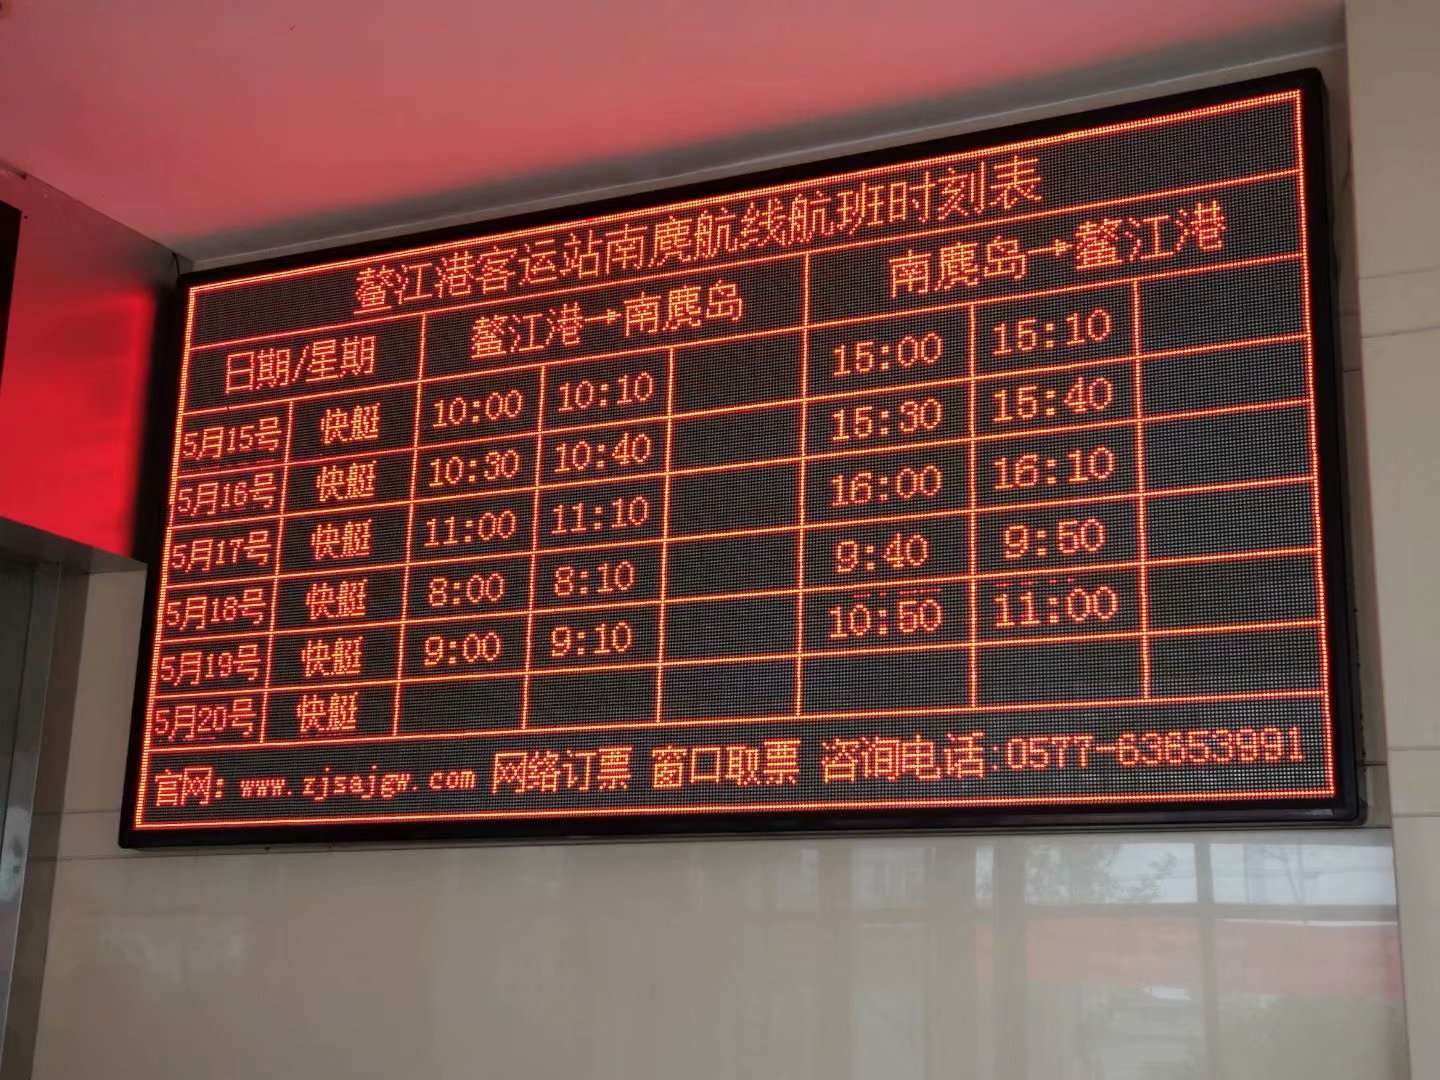 鳌江港客运站南麂航线航班时刻表
日期/星期 鳌江港→南麂岛 南麂岛→鳌江港
5月15号 快艇 10:00 10:10 15:00 15:10
5月16号 快艇 10:30 10:40 15:30 15:40
5月17号 快艇 11:00 11:10 16:00 16:10
5月18号 快艇 8:00 8:10 9:40 9:50
5月19号 快艇 9:00 9:10 10:50 11:00
5月20号 快艇
官网: www.zjsajgw.com 网络订票 窗口取票 咨询电话:0577-63653991